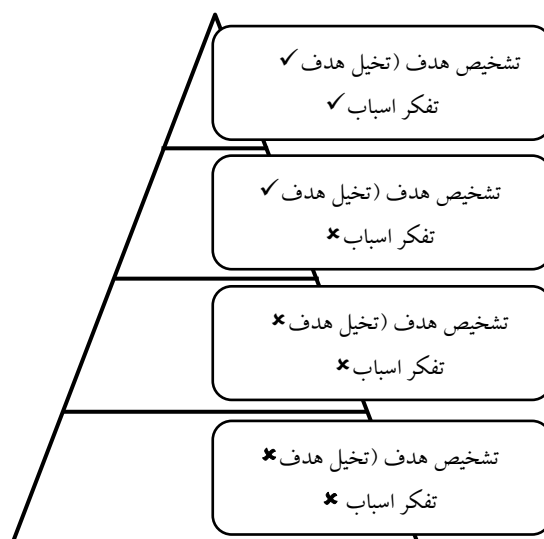 تشخیص هدف (تخیل هدف✓
تفکر اسباب✓
تشخیص هدف (تخیل هدف✓
تفکر اسباب✘
تشخیص هدف (تخیل هدف✘
تفکر اسباب✘
تشخیص هدف (تخیل هدف✘
تفکر اسباب ✘